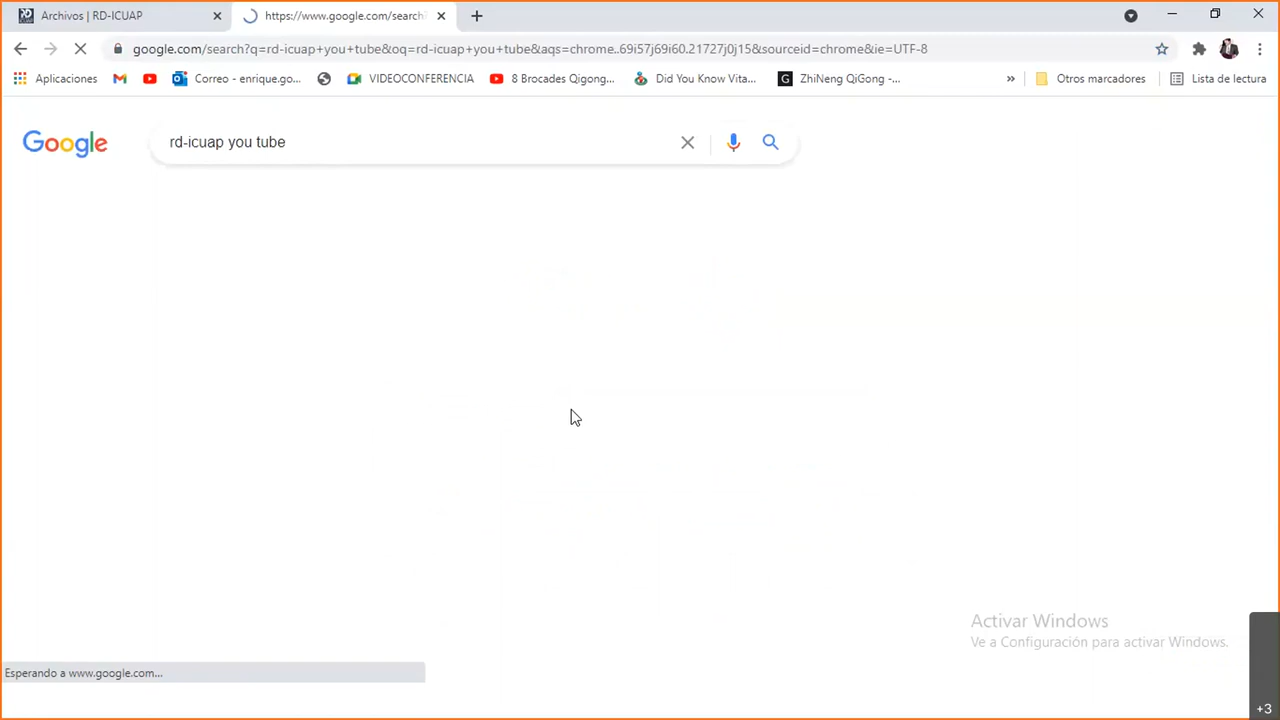 Archivos | RD-ICUAP
https://www.google.com/search?
google.com/search?q=rd-icuap+you+tube&oq=rd-icuap+you+tube&aqs=chrome..69i57j69i60.21727j0j15&sourceid=chrome&ie=UTF-8
Aplicaciones
Correo - enrique.go...
VIDEOCONFERENCIA
8 Brocades Qigong...
Did You Know Vita...
ZhiNeng QiGong -...
»
Otros marcadores
Lista de lectura
Google
rd-icuap you tube
Activar Windows
Ve a Configuración para activar Windows.
Esperando a www.google.com...
+3